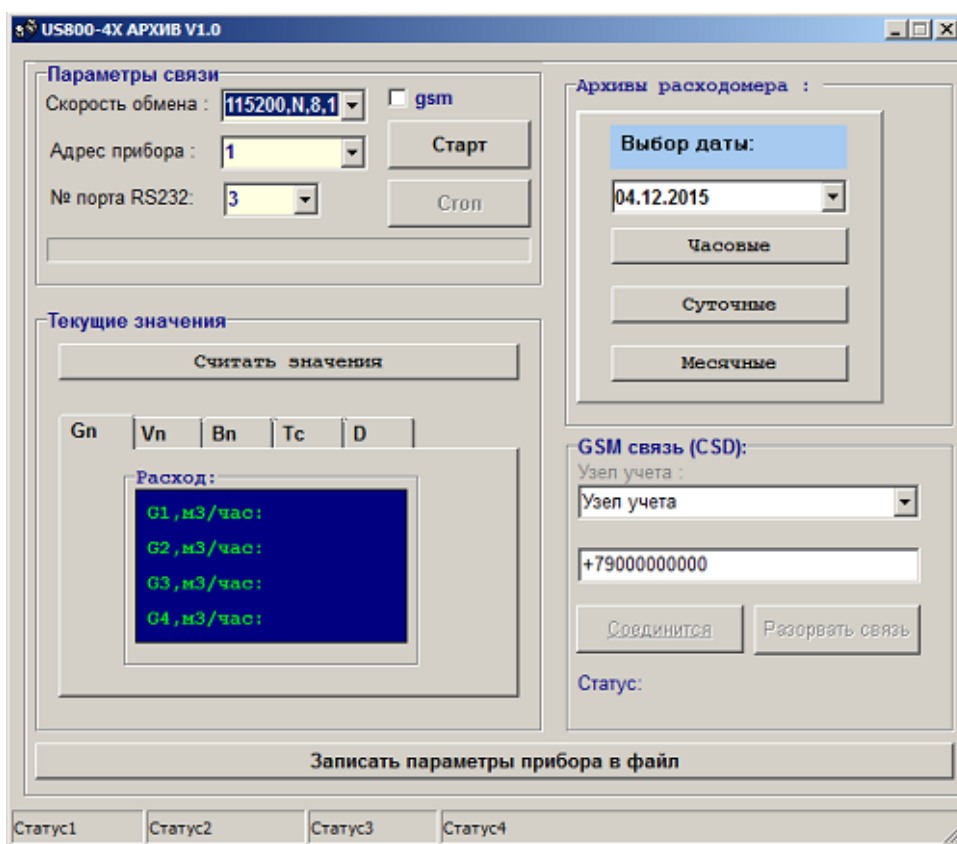 US800-4X АРХИВ V1.0
Параметры связи
Скорость обмена : 115200,N,8,1
gsm
Адрес прибора : 1
Старт
№ порта RS232: 3
Стоп
Архивы расходомера :
Выбор даты:
04.12.2015
Часовые
Суточные
Месячные
Текущие значения
Считать значения
Gn Vn Bn Tc D
Расход:
G1,м3/час:
G2,м3/час:
G3,м3/час:
G4,м3/час:
GSM связь (CSD):
Узел учета :
Узел учета
+79000000000
Соединится Разорвать связь
Статус:
Записать параметры прибора в файл
Статус1 Статус2 Статус3 Статус4